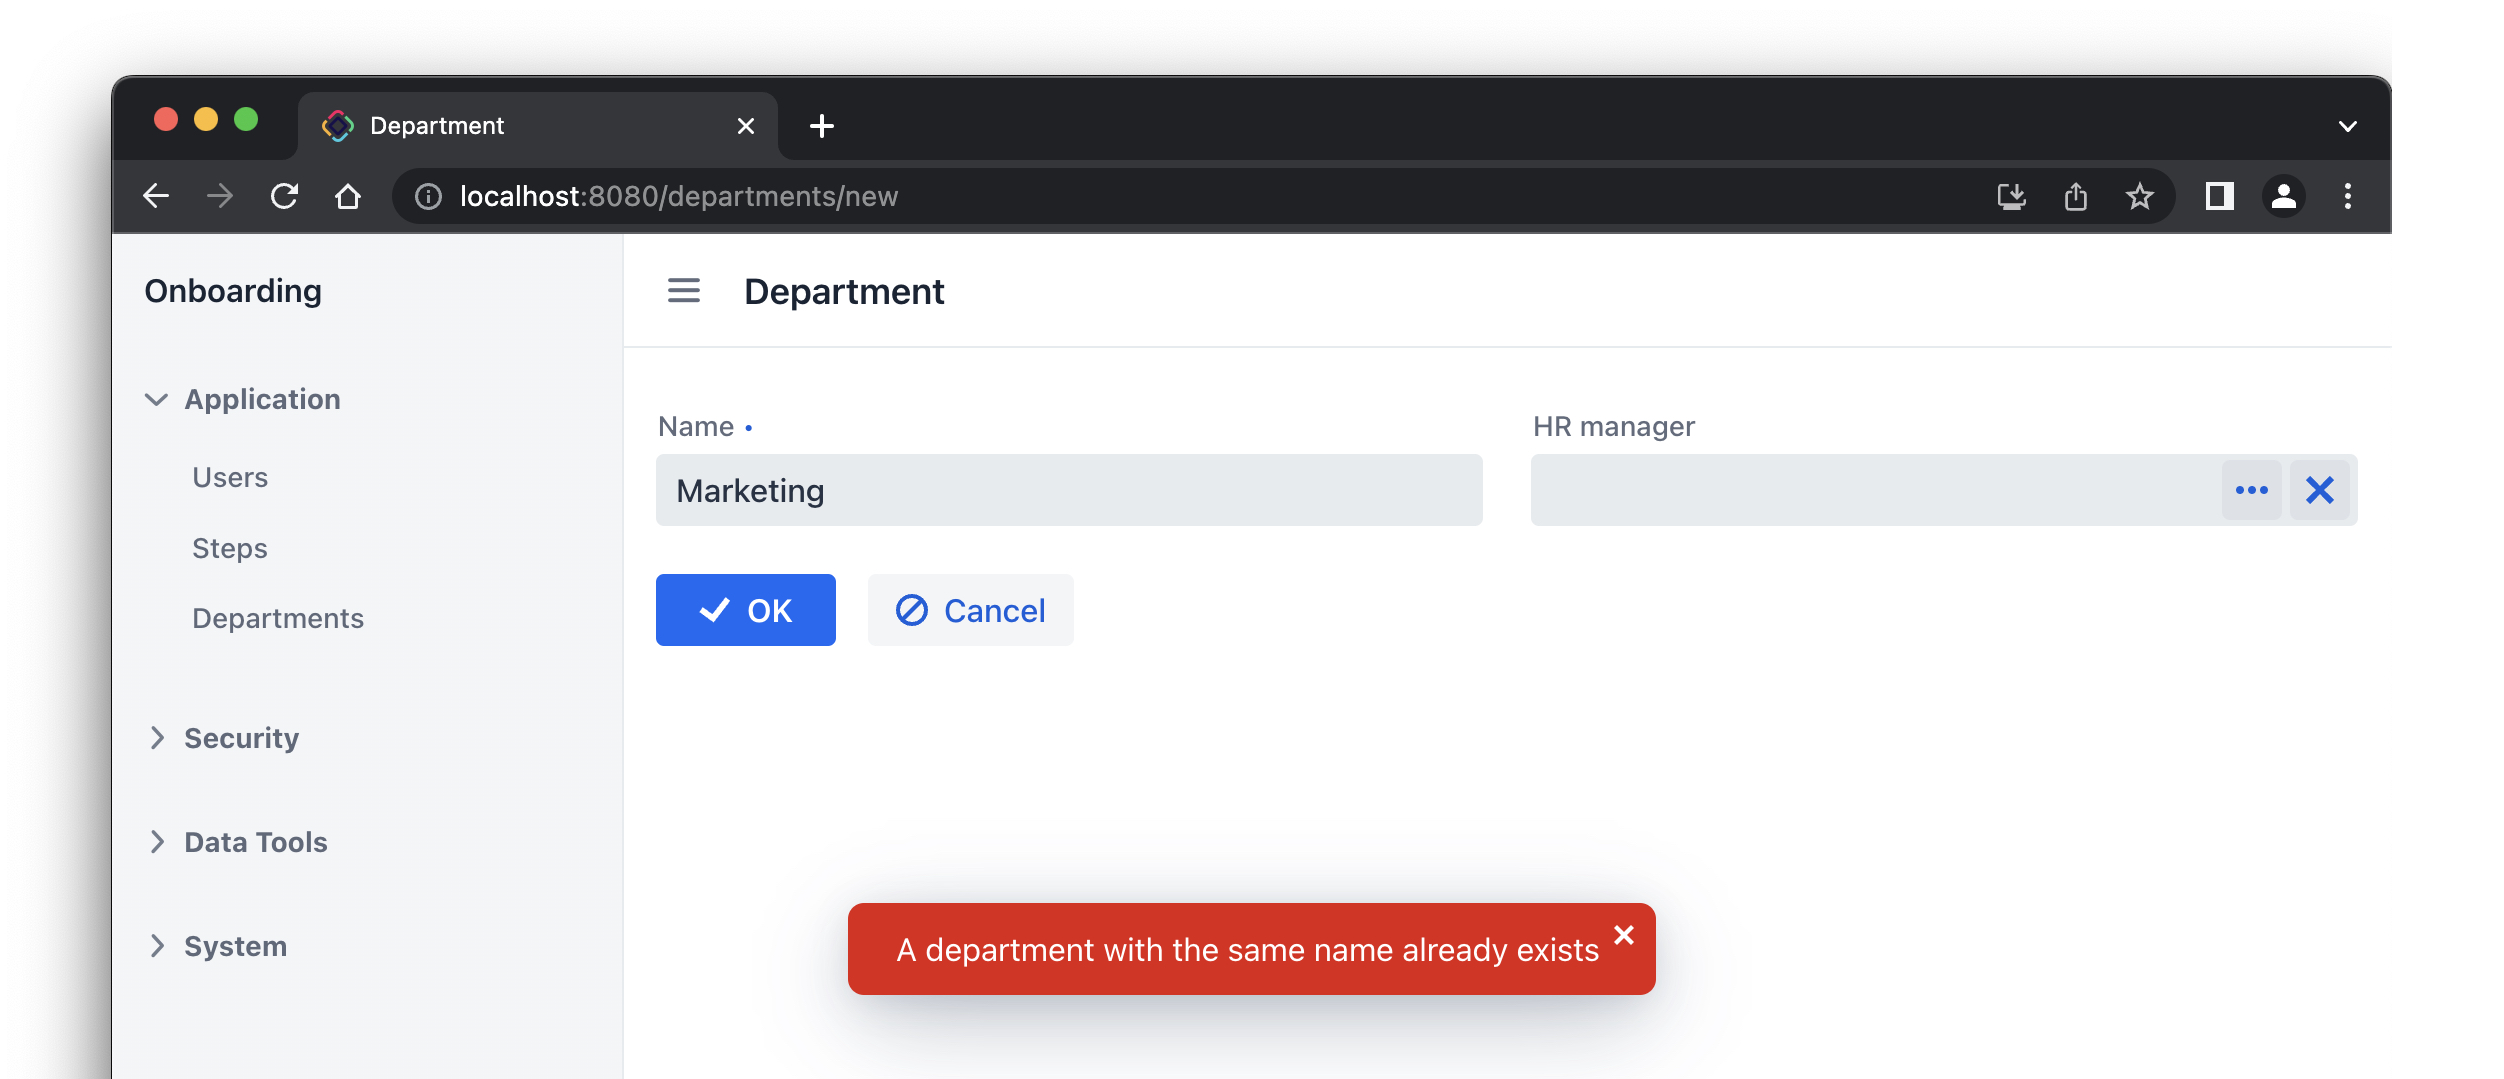 Department
localhost:8080/departments/new
Onboarding
Application
Users
Steps
Departments
Security
Data Tools
System
Department
Name •
Marketing
HR manager
OK
Cancel
A department with the same name already exists